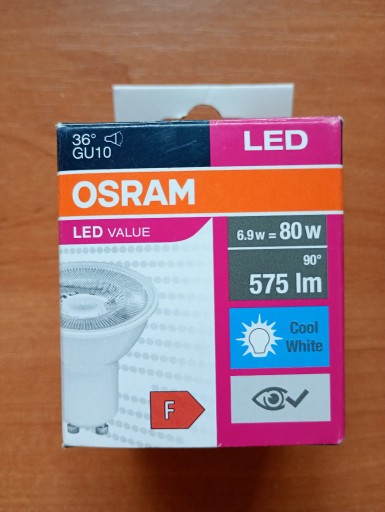 36°
GU10
LED
OSRAM
LED VALUE
6.9 W = 80 W
90°
575 lm
Cool
White
F